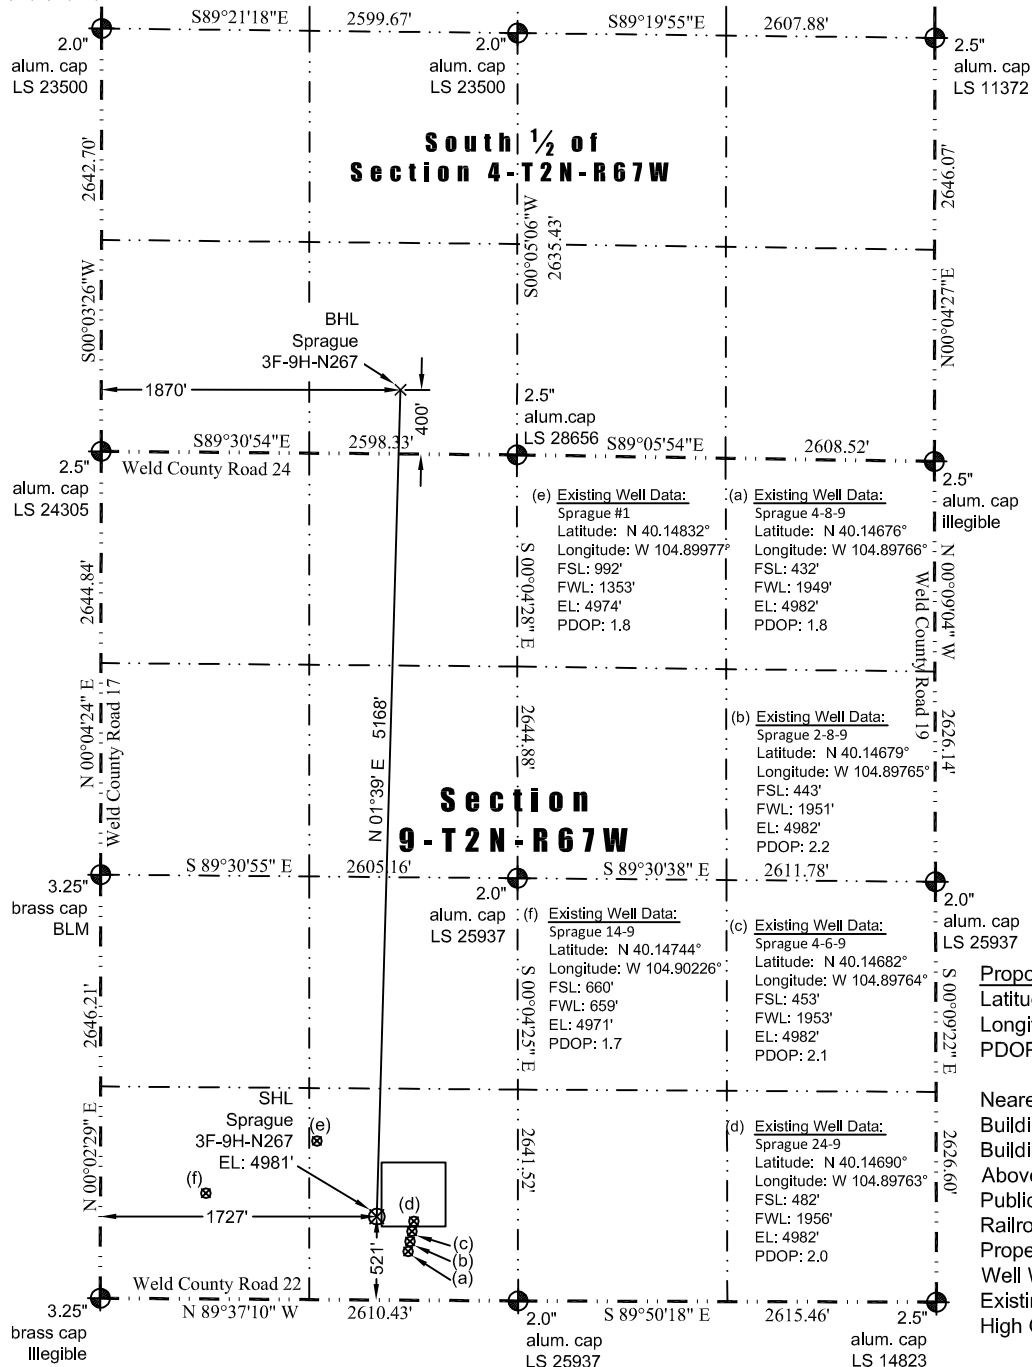 S89°21'18"E
2599.67'
S89°19'55"E
2607.88'
2.0"
alum. cap
LS 23500
2.0"
alum. cap
LS 23500
2.5"
alum. cap
LS 11372
South ½ of
Section 4-T2N-R67W
2642.70'
S00°03'26"W
S00°05'09"W
2635.43'
2646.07'
N00°04'27"E
BHL
Sprague
3F-9H-N267
1870'
400'
2.5"
alum.cap
LS 28656
S89°30'54"E
2598.33'
S89°05'54"E
2608.52'
Weld County Road 24
2.5"
alum. cap
LS 24305
2.5"
alum. cap
illegible
(e) Existing Well Data:
Sprague #1
Latitude: N 40.14832°
Longitude: W 104.89977°
FSL: 992'
FWL: 1353'
EL: 4974'
PDOP: 1.8
(a) Existing Well Data:
Sprague 4-8-9
Latitude: N 40.14676°
Longitude: W 104.89766°
FSL: 432'
FWL: 1949'
EL: 4982'
PDOP: 1.8
2644.84'
N 00°04'24" E
Weld County Road 17
S 00°04'28" E
2644.88'
N 00°09'04" W
Weld County Road 19
2626.14'
N 01°39' E 5168'
(b) Existing Well Data:
Sprague 2-8-9
Latitude: N 40.14679°
Longitude: W 104.89765°
FSL: 443'
FWL: 1951'
EL: 4982'
PDOP: 2.2
Section
9-T2N-R67W
S 89°30'55" E
2605.16'
S 89°30'38" E
2611.78'
3.25"
brass cap
BLM
2.0"
alum. cap
LS 25937
2.0"
alum. cap
LS 25937
(f) Existing Well Data:
Sprague 14-9
Latitude: N 40.14744°
Longitude: W 104.90226°
FSL: 660'
FWL: 659'
EL: 4971'
PDOP: 1.7
(c) Existing Well Data:
Sprague 4-6-9
Latitude: N 40.14682°
Longitude: W 104.89764°
FSL: 453'
FWL: 1953'
EL: 4982'
PDOP: 2.1
2646.21'
N 00°02'29" E
S 00°04'25" E
2641.52'
S 00°09'22" E
2626.60'
SHL
Sprague
3F-9H-N267
EL: 4981'
(e)
(f)
(d)
(c)
(b)
(a)
1727'
521'
(d) Existing Well Data:
Sprague 24-9
Latitude: N 40.14690°
Longitude: W 104.89763°
FSL: 482'
FWL: 1956'
EL: 4982'
PDOP: 2.0
Weld County Road 22
N 89°37'10" W
2610.43'
S 89°50'18" E
2615.46'
3.25"
brass cap
Illegible
2.0"
alum. cap
LS 25937
2.5"
alum. cap
LS 14823
Propo
Latitu
Longi
PDOP
Neare
Buildi
Buildi
Above
Public
Railro
Prope
Well W
Existin
High